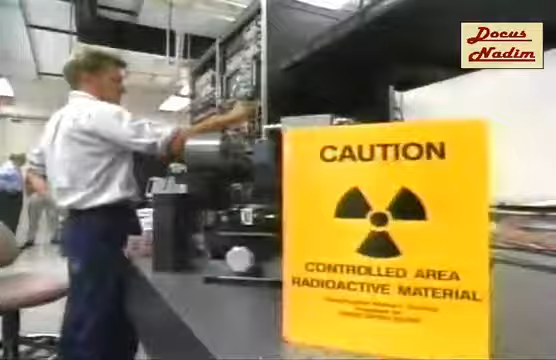 Docus
Nadim
CAUTION
CONTROLLED AREA
RADIOACTIVE MATERIAL